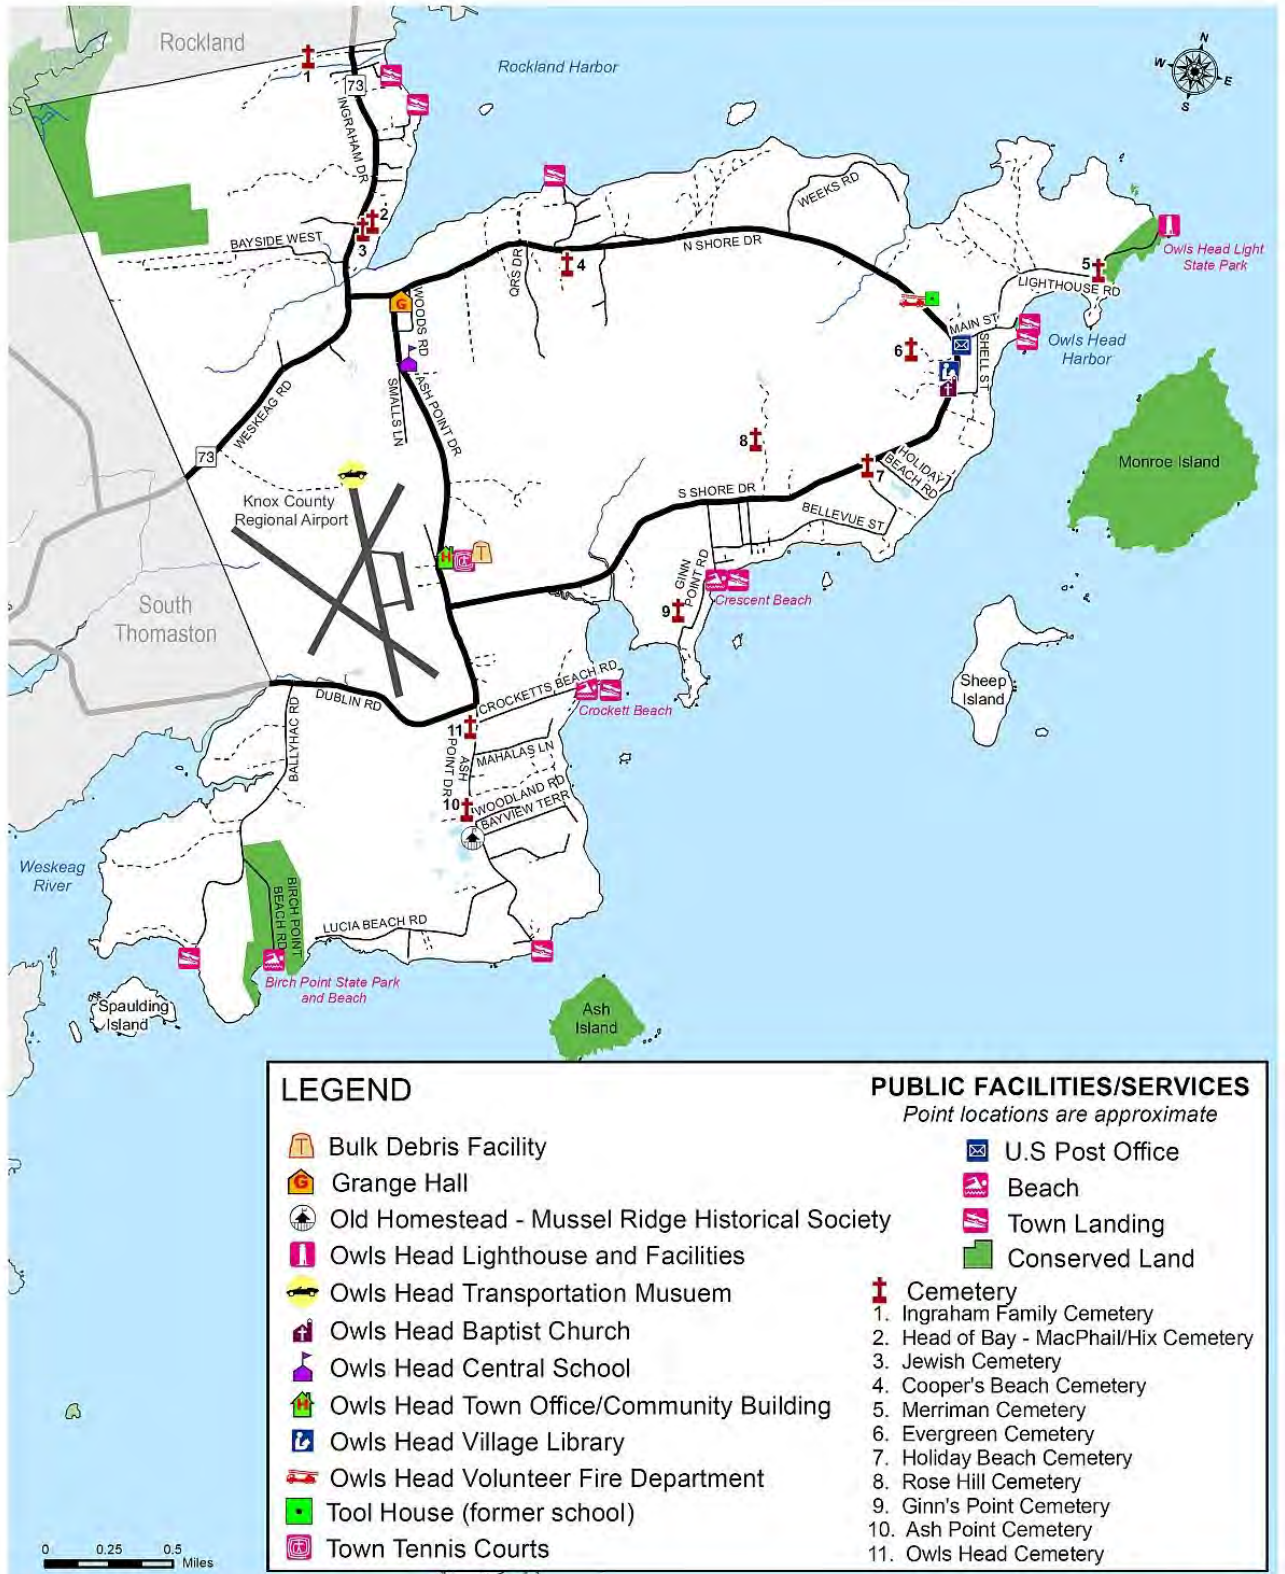 Rockland
Rockland Harbor
N
W
E
S
1
73
INGRAHAM DR
2
3
BAYSIDE WEST
WEEKS RD
N SHORE DR
QRS DR
4
5
Owls Head Light
State Park
LIGHTHOUSE RD
G
WOODS RD
MAIN ST
SHELL ST
Owls Head
Harbor
6
SMALLS LN
ASH POINT DR
WESKEAG RD
73
8
HOLIDAY
BEACH RD
7
Monroe Island
Knox County
Regional Airport
S SHORE DR
BELLEVUE ST
H
T
GINN
POINT RD
9
Crescent Beach
South
Thomaston
CROCKETTS BEACH RD
Sheep
Island
DUBLIN RD
BALLYHAC RD
Crockett Beach
11
ASH
POINT DR
MAHALAS LN
10
WOODLAND RD
BAYVIEW TERR
Weskeag
River
BIRCH POINT
BEACH RD
LUCIA BEACH RD
Birch Point State Park
and Beach
Spaulding
Island
Ash
Island
LEGEND
T Bulk Debris Facility
G Grange Hall
Old Homestead - Mussel Ridge Historical Society
Owls Head Lighthouse and Facilities
Owls Head Transportation Musuem
Owls Head Baptist Church
Owls Head Central School
H Owls Head Town Office/Community Building
Owls Head Village Library
Owls Head Volunteer Fire Department
Tool House (former school)
Town Tennis Courts
PUBLIC FACILITIES/SERVICES
Point locations are approximate
U.S Post Office
Beach
Town Landing
Conserved Land
Cemetery
1. Ingraham Family Cemetery
2. Head of Bay - MacPhail/Hix Cemetery
3. Jewish Cemetery
4. Cooper's Beach Cemetery
5. Merriman Cemetery
6. Evergreen Cemetery
7. Holiday Beach Cemetery
8. Rose Hill Cemetery
9. Ginn's Point Cemetery
10. Ash Point Cemetery
11. Owls Head Cemetery
0 0.25 0.5
Miles